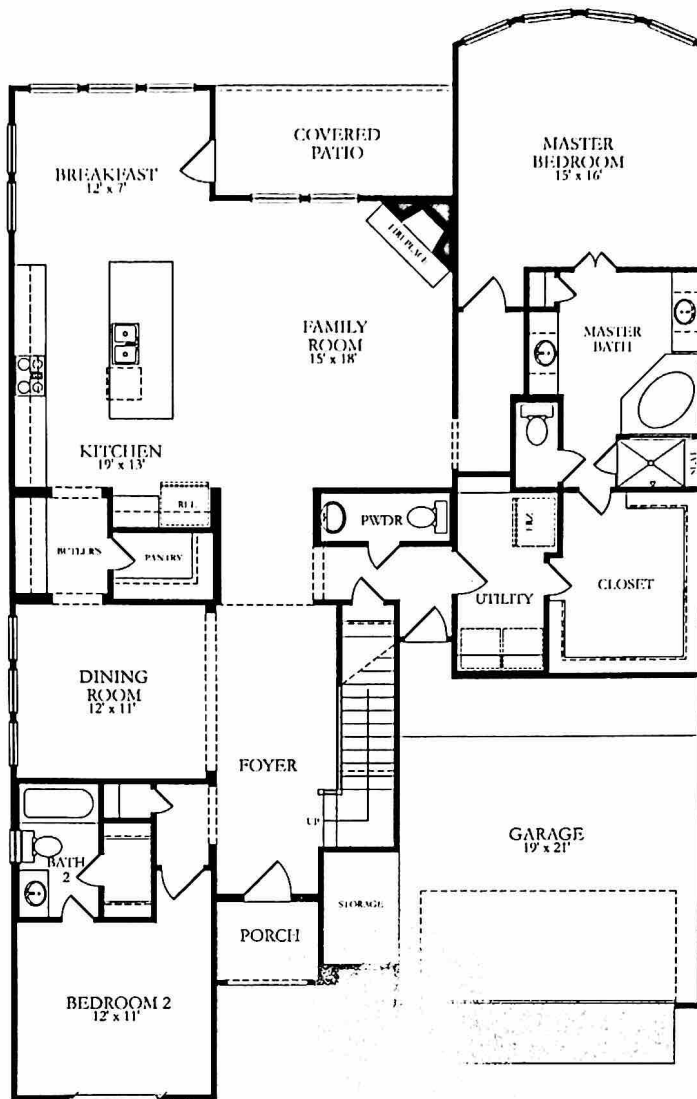 COVERED
PATIO
MASTER
BEDROOM
15' x 16'
BREAKFAST
12' x 7'
FIREPLACE
FAMILY
ROOM
15' x 18'
MASTER
BATH
KITCHEN
19' x 13'
SEAT
REF.
PWDR
FRZ
BUTLERS
PANTRY
UTILITY
CLOSET
DINING
ROOM
12' x 11'
FOYER
UP
GARAGE
19' x 21'
BATH
2
STORAGE
PORCH
BEDROOM 2
12' x 11'